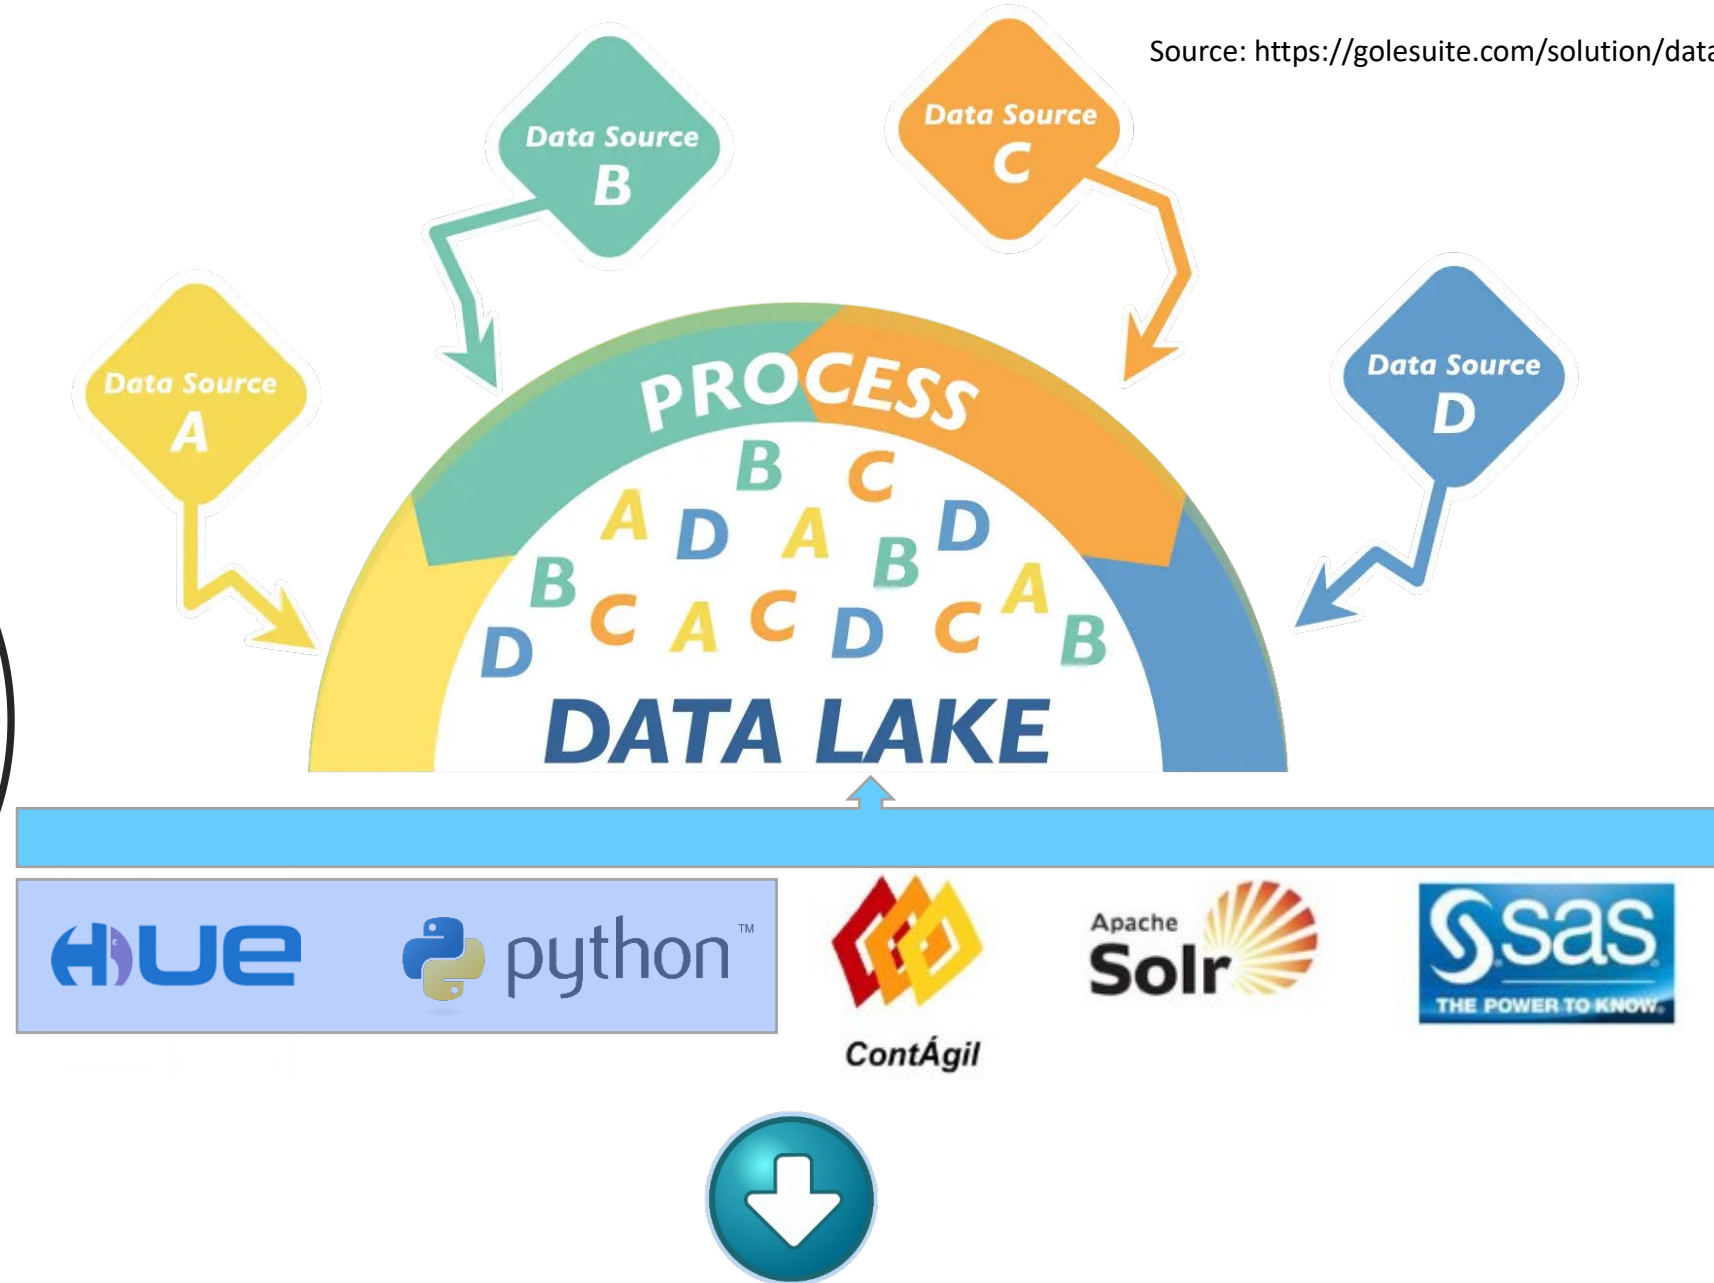 Source: https://golesuite.com/solution/data
Data Source
C
Data Source
B
Data Source
A
Data Source
D
PROCESS
B C
A D A B D
B C A C D C A B
D
DATA LAKE
HUE
python™
ContÁgil
Apache
Solr
sas
THE POWER TO KNOW®